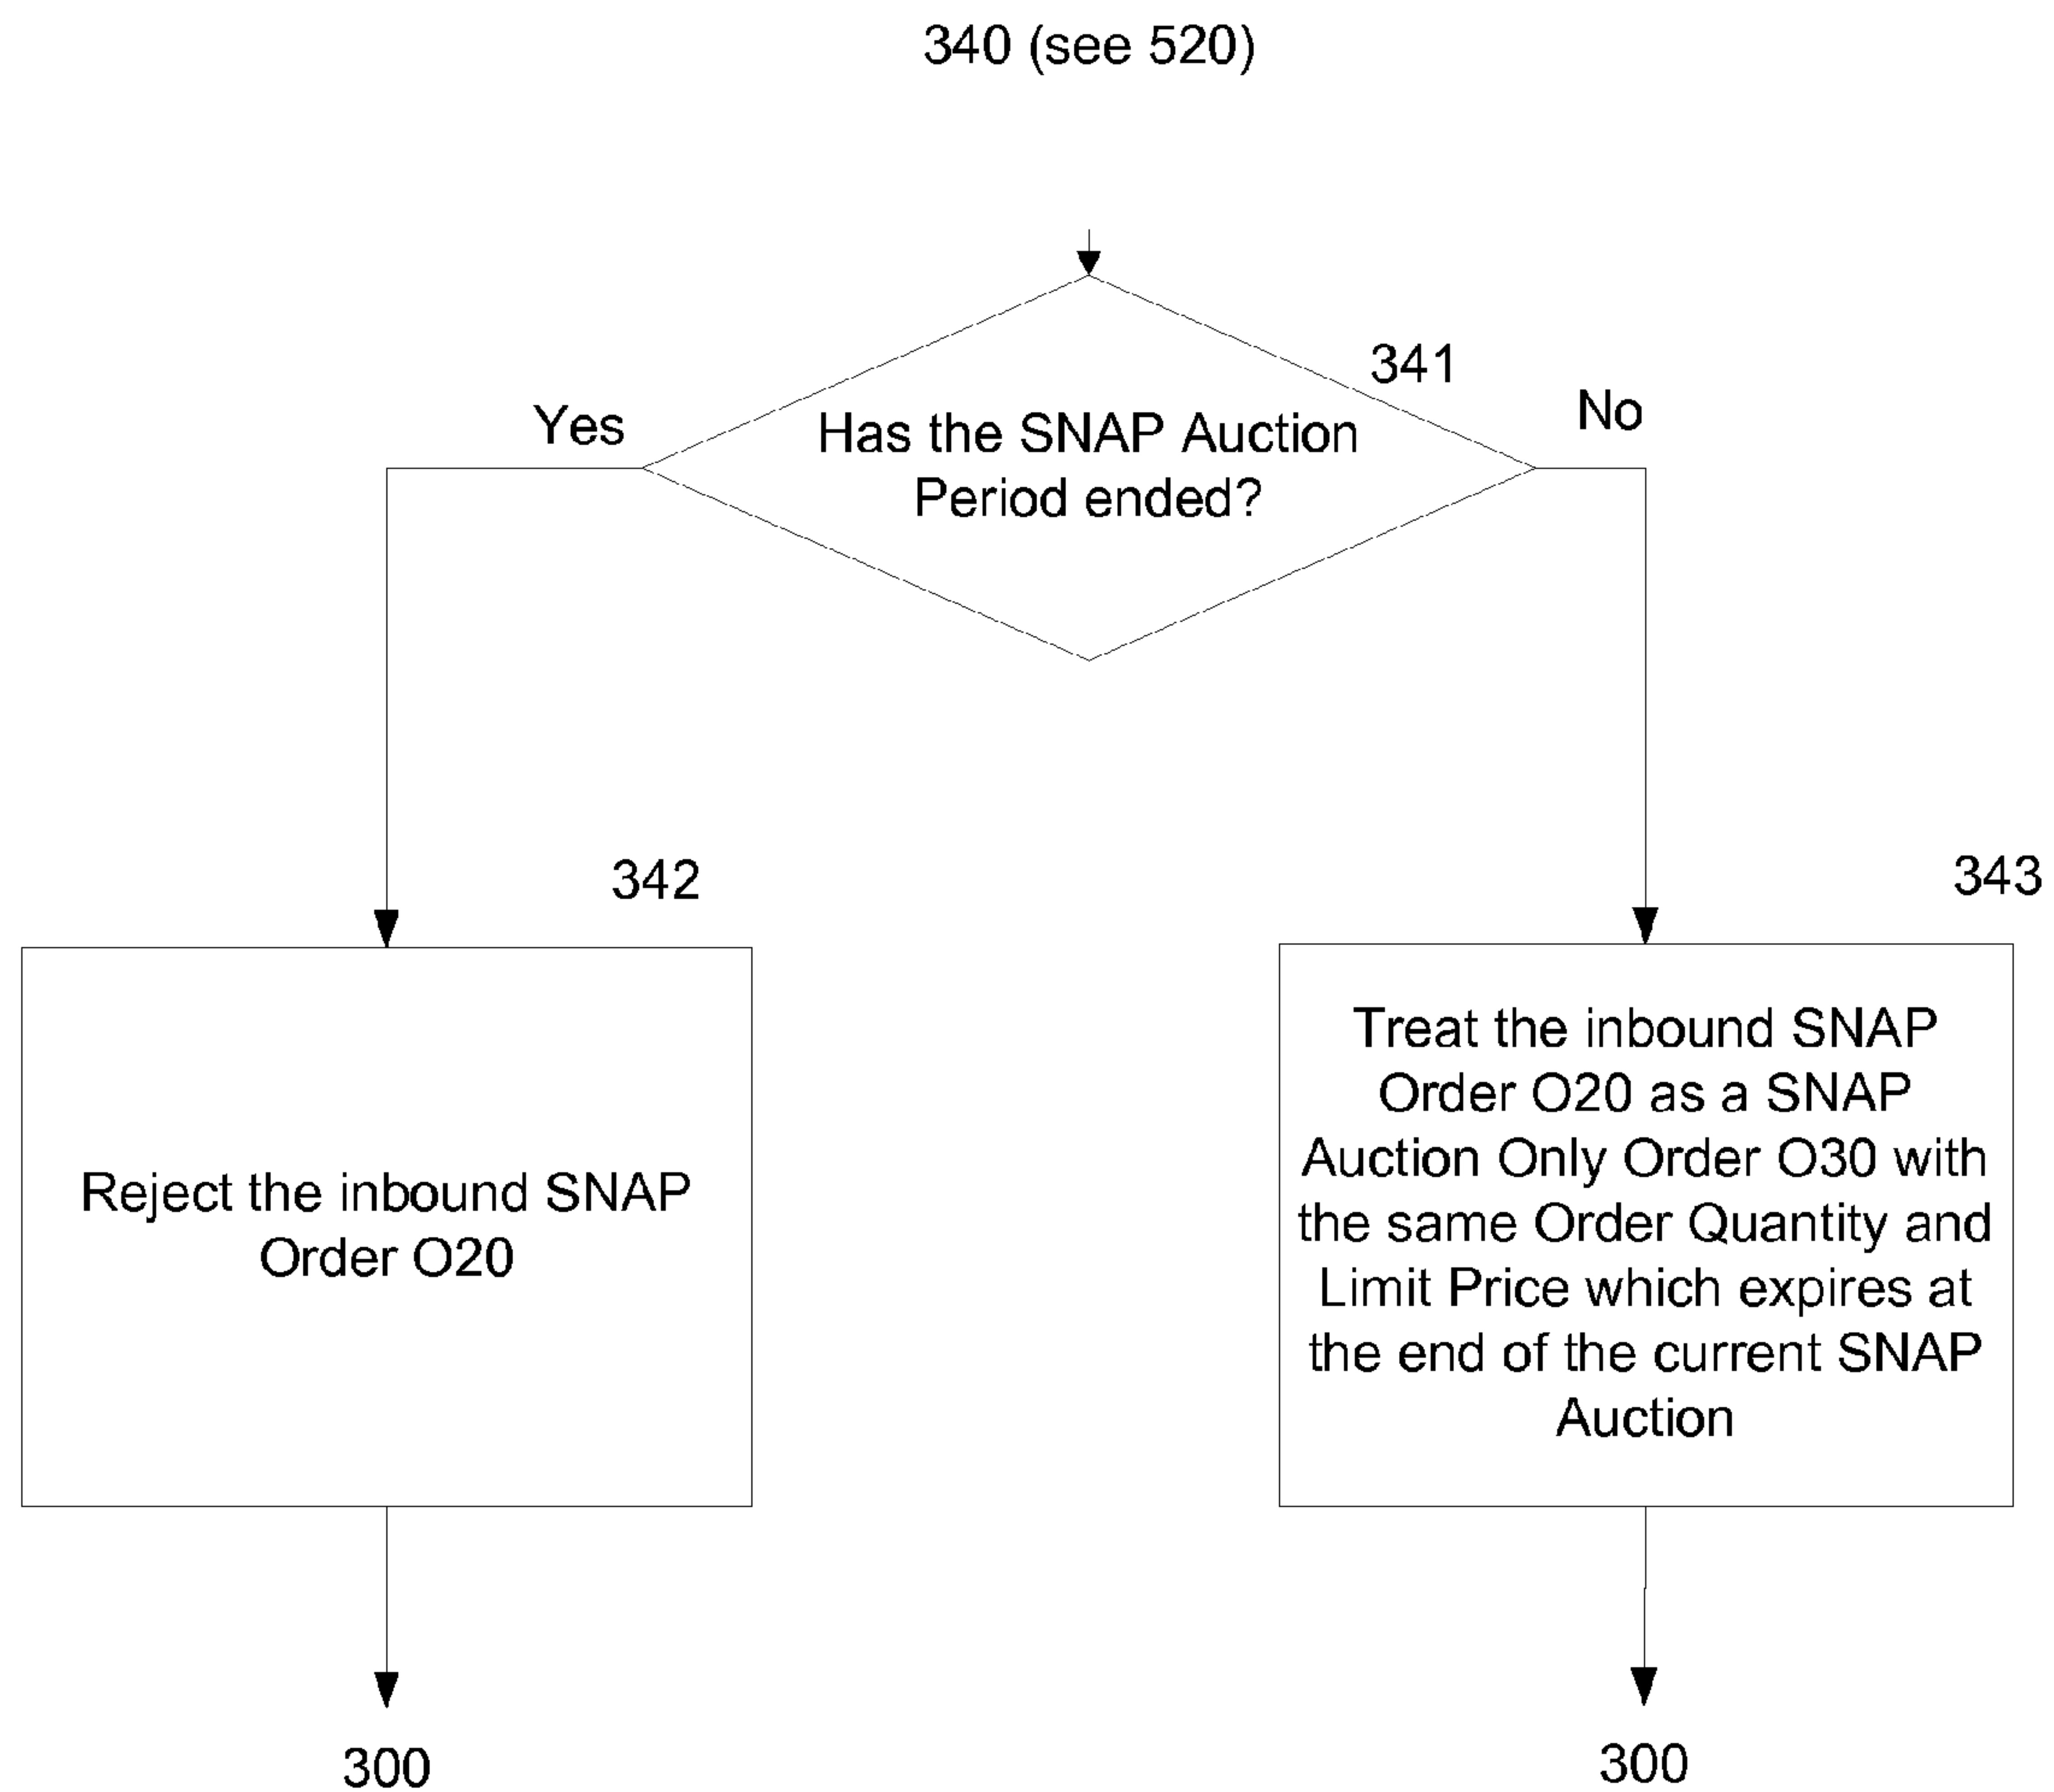 340 (see 520)
341
Yes
No
Has the SNAP Auction
Period ended?
342
343
Reject the inbound SNAP
Order O20
Treat the inbound SNAP
Order O20 as a SNAP
Auction Only Order O30 with
the same Order Quantity and
Limit Price which expires at
the end of the current SNAP
Auction
300
300